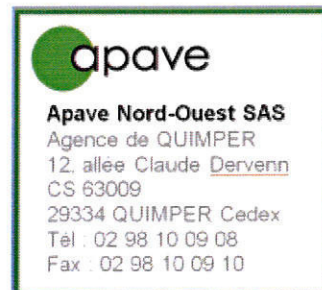 apave
Apave Nord-Ouest SAS
Agence de QUIMPER
12, allée Claude Dervenn
CS 63009
29334 QUIMPER Cedex
Tél : 02 98 10 09 08
Fax : 02 98 10 09 10